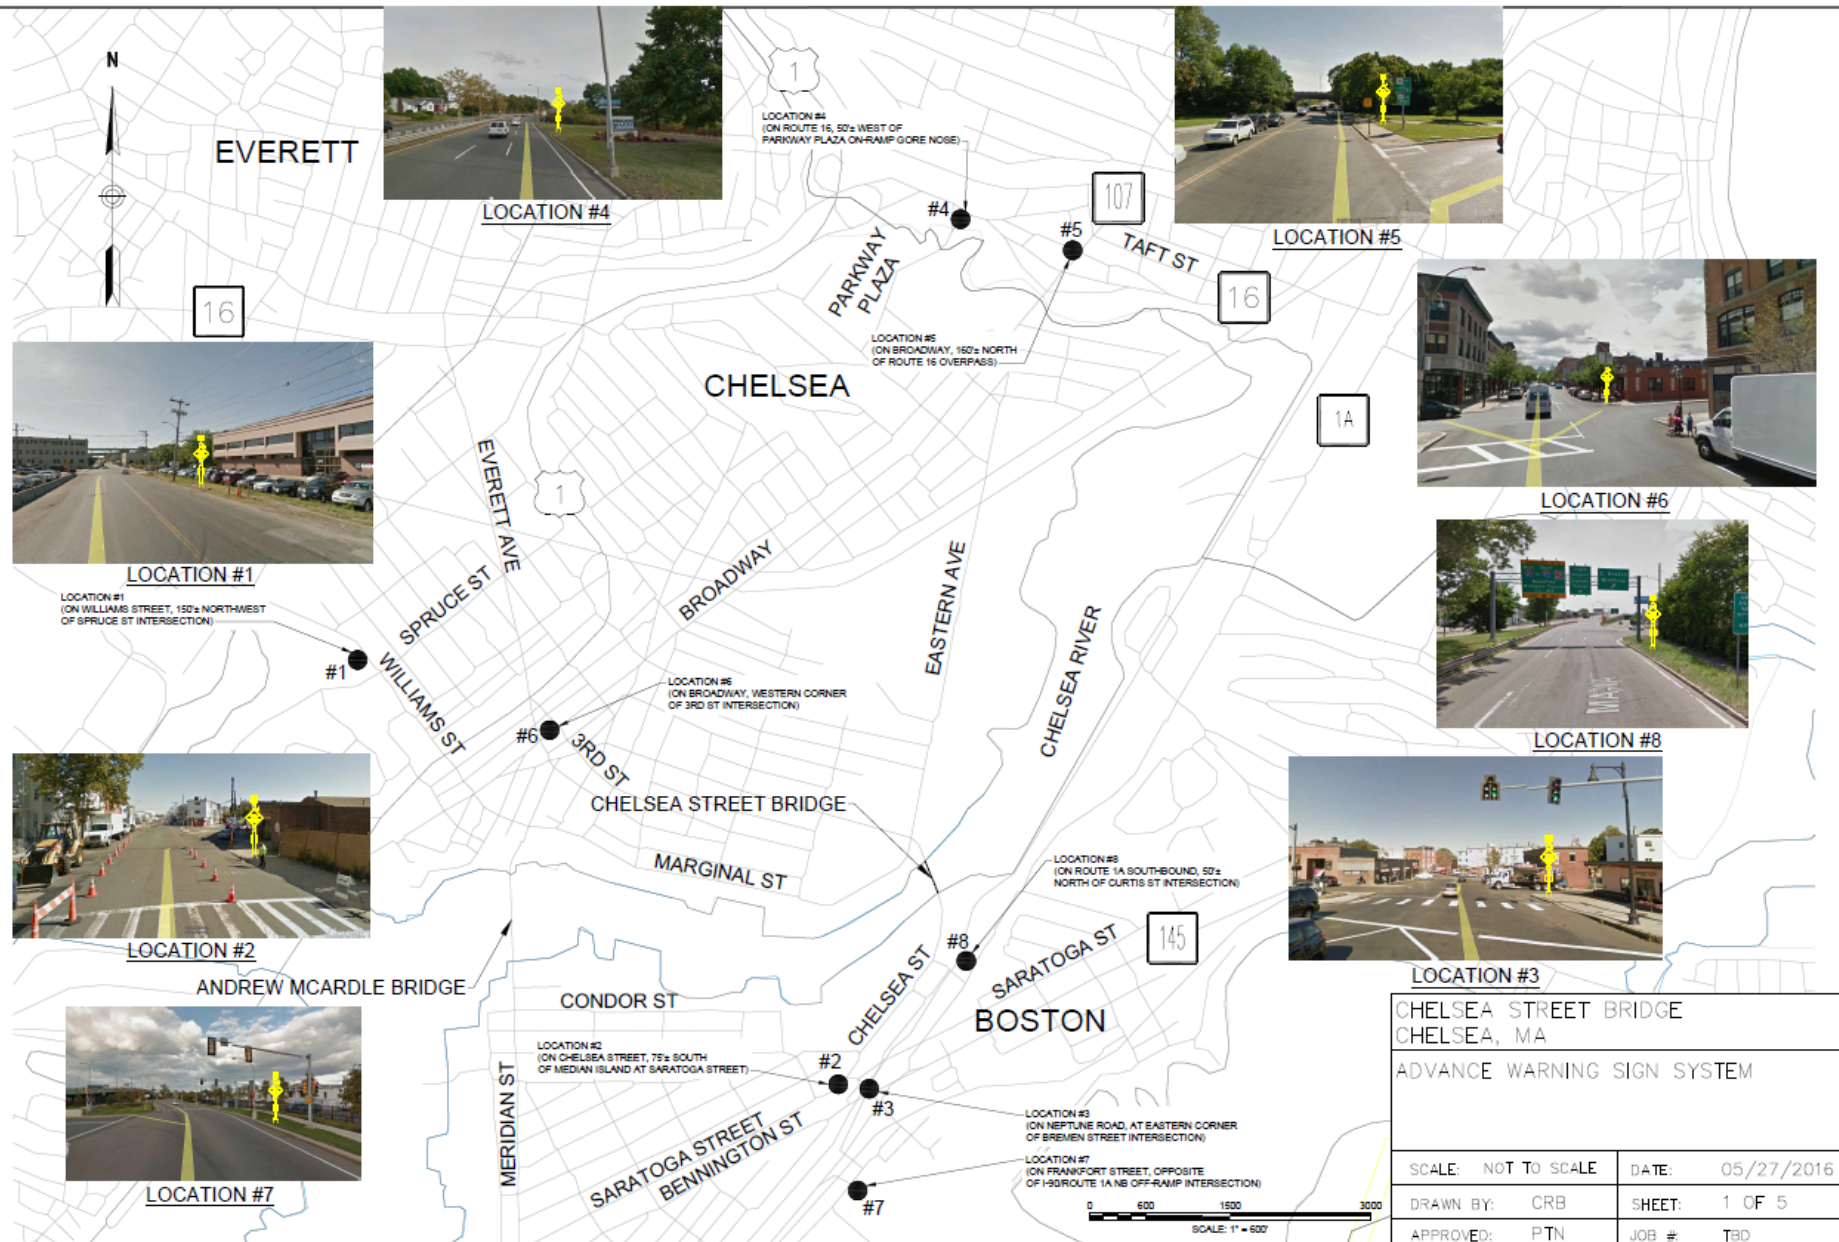 N
EVERETT
16
LOCATION #4
1
LOCATION #4
(ON ROUTE 16, 50'± WEST OF
PARKWAY PLAZA ON-RAMP GORE NOSE)
#4
#5
107
TAFT ST
PARKWAY
PLAZA
16
LOCATION #5
LOCATION #5
(ON BROADWAY, 160'± NORTH
OF ROUTE 16 OVERPASS)
CHELSEA
1A
LOCATION #6
LOCATION #1
LOCATION #1
(ON WILLIAMS STREET, 150'± NORTHWEST
OF SPRUCE ST INTERSECTION)
#1
EVERETT AVE
1
SPRUCE ST
WILLIAMS ST
BROADWAY
EASTERN AVE
CHELSEA RIVER
LOCATION #6
(ON BROADWAY, WESTERN CORNER
OF 3RD ST INTERSECTION)
#6
3RD ST
CHELSEA STREET BRIDGE
MARGINAL ST
LOCATION #8
LOCATION #8
(ON ROUTE 1A SOUTHBOUND, 50'±
NORTH OF CURTIS ST INTERSECTION)
#8
145
SARATOGA ST
CHELSEA ST
BOSTON
LOCATION #3
LOCATION #2
ANDREW MCARDLE BRIDGE
CONDOR ST
MERIDIAN ST
LOCATION #2
(ON CHELSEA STREET, 75'± SOUTH
OF MEDIAN ISLAND AT SARATOGA STREET)
#2
#3
SARATOGA STREET
BENNINGTON ST
LOCATION #3
(ON NEPTUNE ROAD, AT EASTERN CORNER
OF BREMEN STREET INTERSECTION)
LOCATION #7
(ON FRANKFORT STREET, OPPOSITE
OF I-90/ROUTE 1A NB OFF-RAMP INTERSECTION)
#7
LOCATION #7
0 600 1500 3000
SCALE: 1" = 600'
CHELSEA STREET BRIDGE
CHELSEA, MA
ADVANCE WARNING SIGN SYSTEM
SCALE: NOT TO SCALE DATE: 05/27/2016
DRAWN BY: CRB SHEET: 1 OF 5
APPROVED: PTN JOB #: TBD